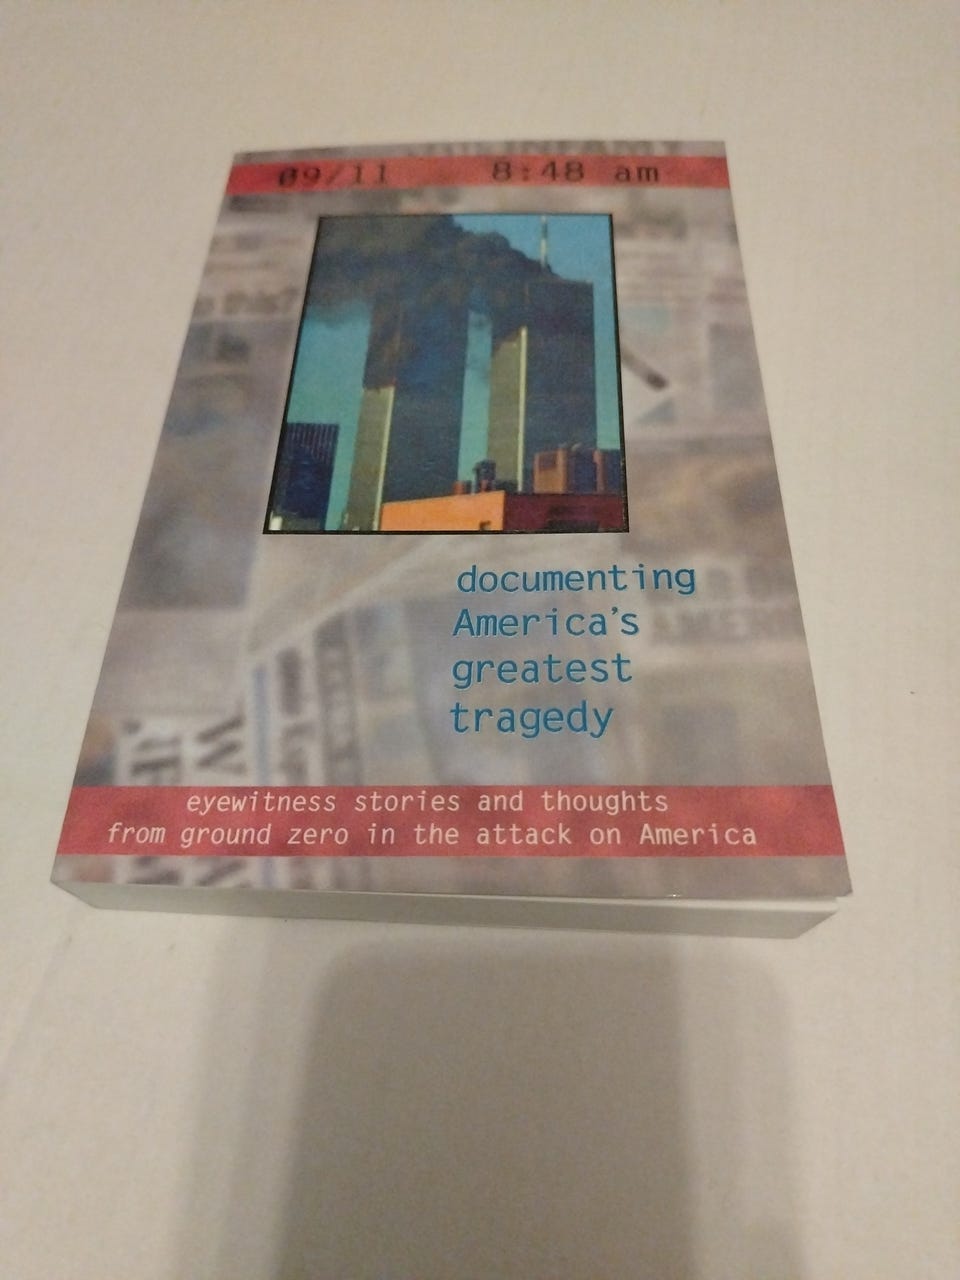 09/11 8:48 am
documenting
America's
greatest
tragedy
eyewitness stories and thoughts
from ground zero in the attack on America